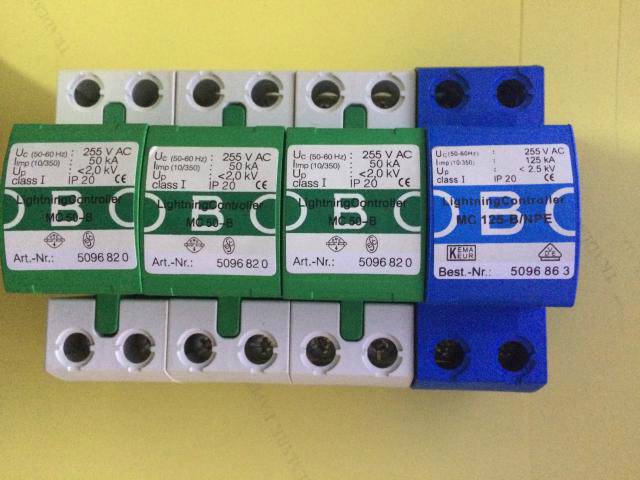 Uc (50-60 Hz) : 255 V AC
Iimp (10/350) : 50 kA
Up : <2,0 kV
class I IP 20 CE
B
LightningController
MC 50-B
Art.-Nr.: 5096 82 0
Uc (50-60 Hz) : 255 V AC
Iimp (10/350) : 50 kA
Up : <2,0 kV
class I IP 20 CE
B
LightningController
MC 50-B
Art.-Nr.: 5096 82 0
Uc (50-60 Hz) : 255 V AC
Iimp (10/350) : 50 kA
Up : <2,0 kV
class I IP 20 CE
B
LightningController
MC 50-B
Art.-Nr.: 5096 82 0
Uc (50-60Hz) : 255 V AC
Iimp (10/350) : 125 kA
Up : < 2.5 kV
class I IP 20 CE
B
LightningController
MC 125-B/NPE
KEMA
KEUR
Best.-Nr.: 5096 86 3